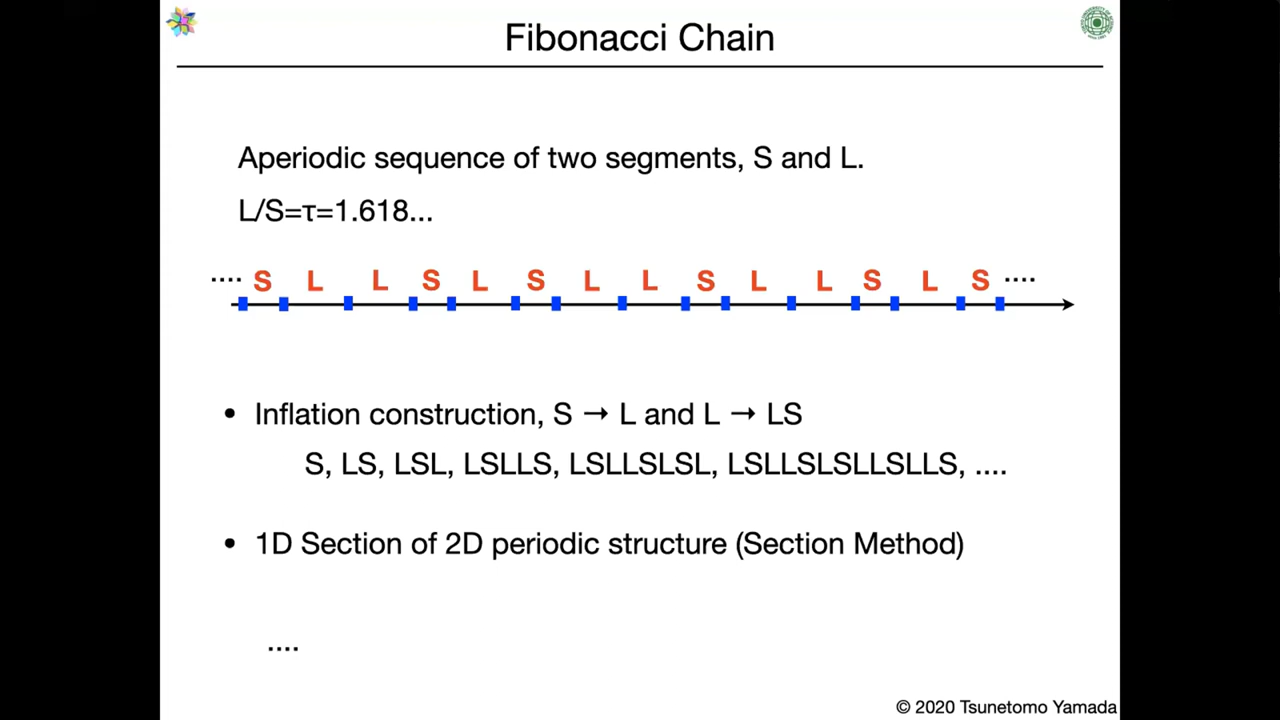 Fibonacci Chain
Aperiodic sequence of two segments, S and L.
L/S=τ=1.618...
.... S L L S L S L L S L L S L S ....
• Inflation construction, S → L and L → LS
S, LS, LSL, LSLLS, LSLLSLSL, LSLLSLSLLSLLS, ....
• 1D Section of 2D periodic structure (Section Method)
....
© 2020 Tsunetomo Yamada